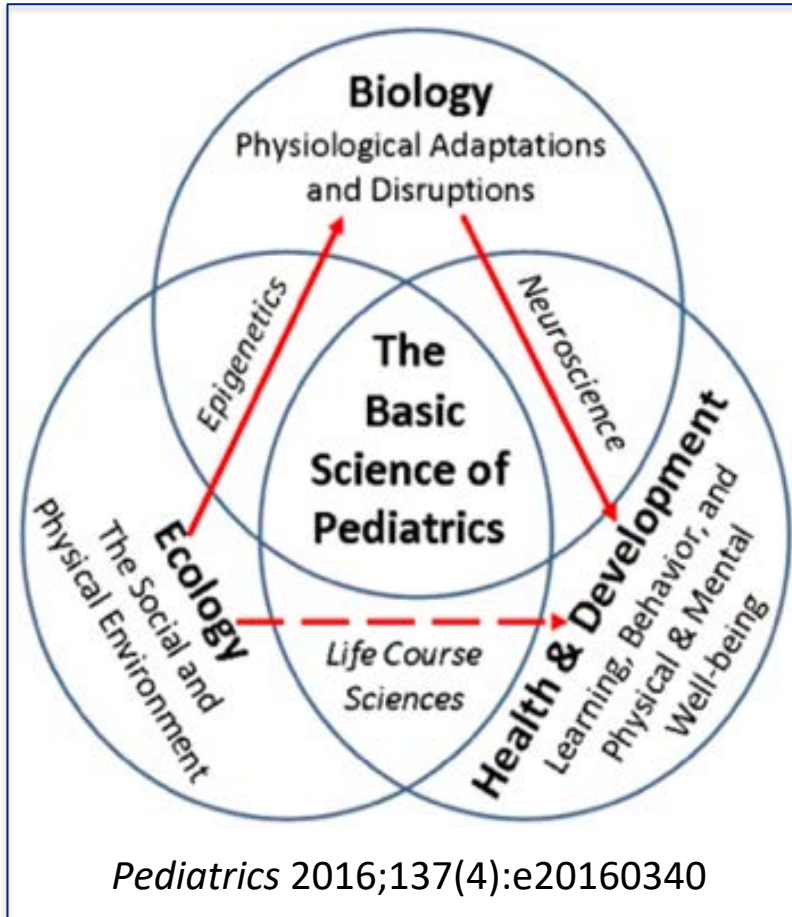 Biology
Physiological Adaptations
and Disruptions
Epigenetics
Neuroscience
The
Basic
Science of
Pediatrics
Ecology
The Social and
Physical Environment
Life Course
Sciences
Health & Development
Learning, Behavior, and
Physical & Mental
Well-being
Pediatrics 2016;137(4):e20160340